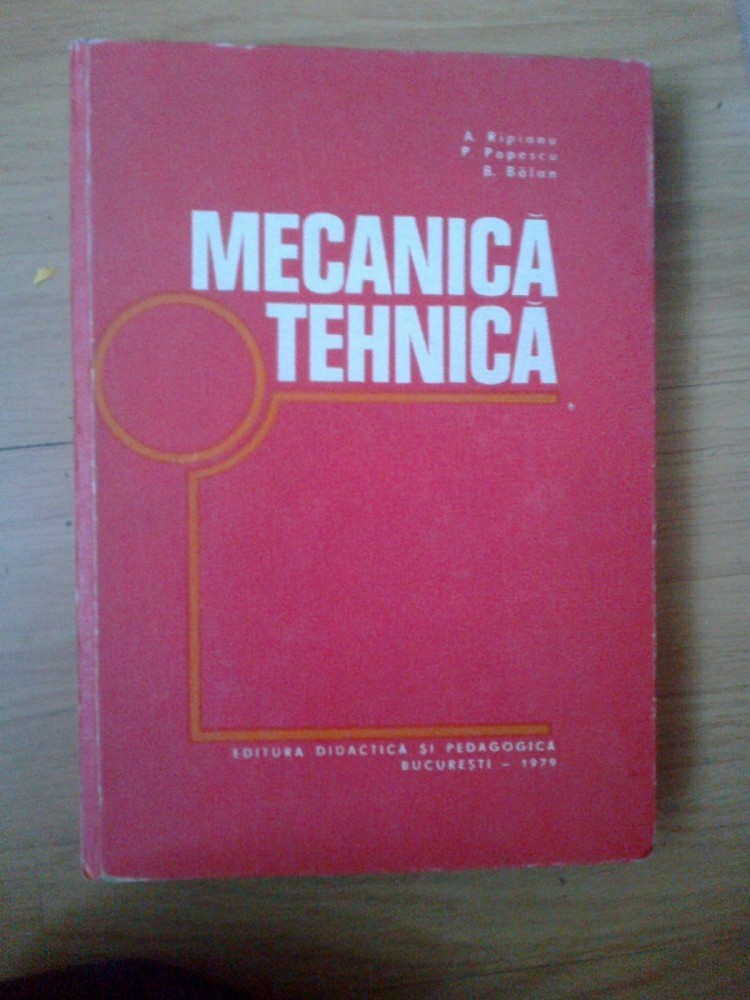 A. Ripianu
P. Popescu
B. Bălan
MECANICĂ
TEHNICĂ
EDITURA DIDACTICĂ ȘI PEDAGOGICĂ
BUCUREȘTI – 1979